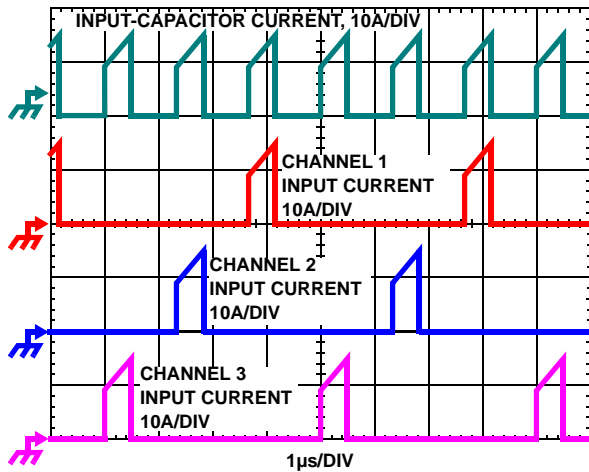 INPUT-CAPACITOR CURRENT, 10A/DIV
CHANNEL 1
INPUT CURRENT
10A/DIV
CHANNEL 2
INPUT CURRENT
10A/DIV
CHANNEL 3
INPUT CURRENT
10A/DIV
1µs/DIV